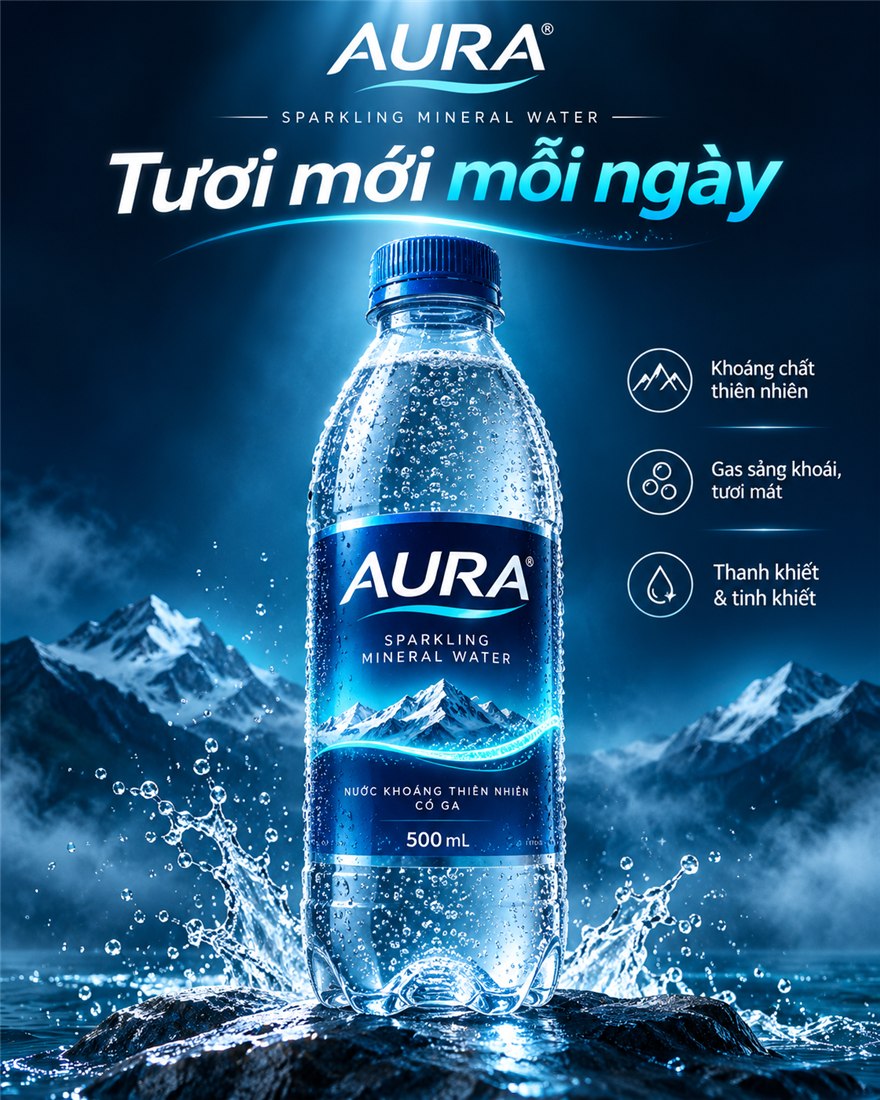 AURA®
SPARKLING MINERAL WATER
Tươi mới mỗi ngày
Khoáng chất
thiên nhiên
Gas sảng khoái,
tươi mát
Thanh khiết
& tinh khiết
AURA®
SPARKLING
MINERAL WATER
NƯỚC KHOÁNG THIÊN NHIÊN
CÓ GA
500 mL